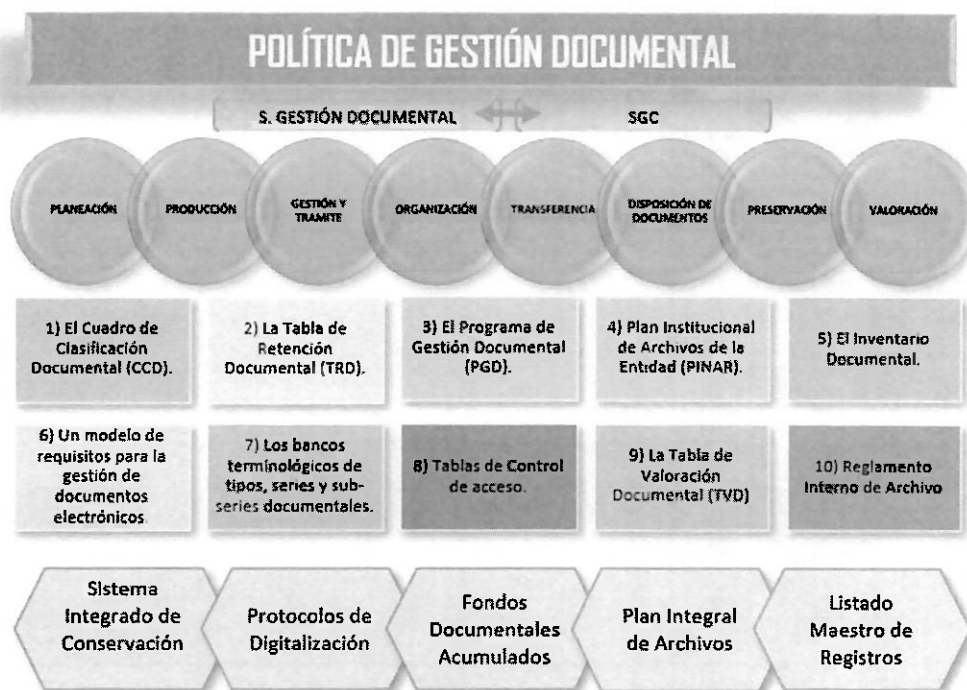 POLÍTICA DE GESTIÓN DOCUMENTAL
S. GESTIÓN DOCUMENTAL
SGC
PLANEACIÓN
PRODUCCIÓN
GESTIÓN Y
TRAMITE
ORGANIZACIÓN
TRANSFERENCIA
DISPOSICIÓN DE
DOCUMENTOS
PRESERVACIÓN
VALORACIÓN
1) El Cuadro de
Clasificación
Documental (CCD).
2) La Tabla de
Retención
Documental (TRD).
3) El Programa de
Gestión Documental
(PGD).
4) Plan Institucional
de Archivos de la
Entidad (PINAR).
5) El Inventario
Documental.
6) Un modelo de
requisitos para la
gestión de
documentos
electrónicos.
7) Los bancos
terminológicos de
tipos, series y sub-
series documentales.
8) Tablas de Control
de acceso.
9) La Tabla de
Valoración
Documental (TVD)
10) Reglamento
Interno de Archivo
Sistema
Integrado de
Conservación
Protocolos de
Digitalización
Fondos
Documentales
Acumulados
Plan Integral
de Archivos
Listado
Maestro de
Registros